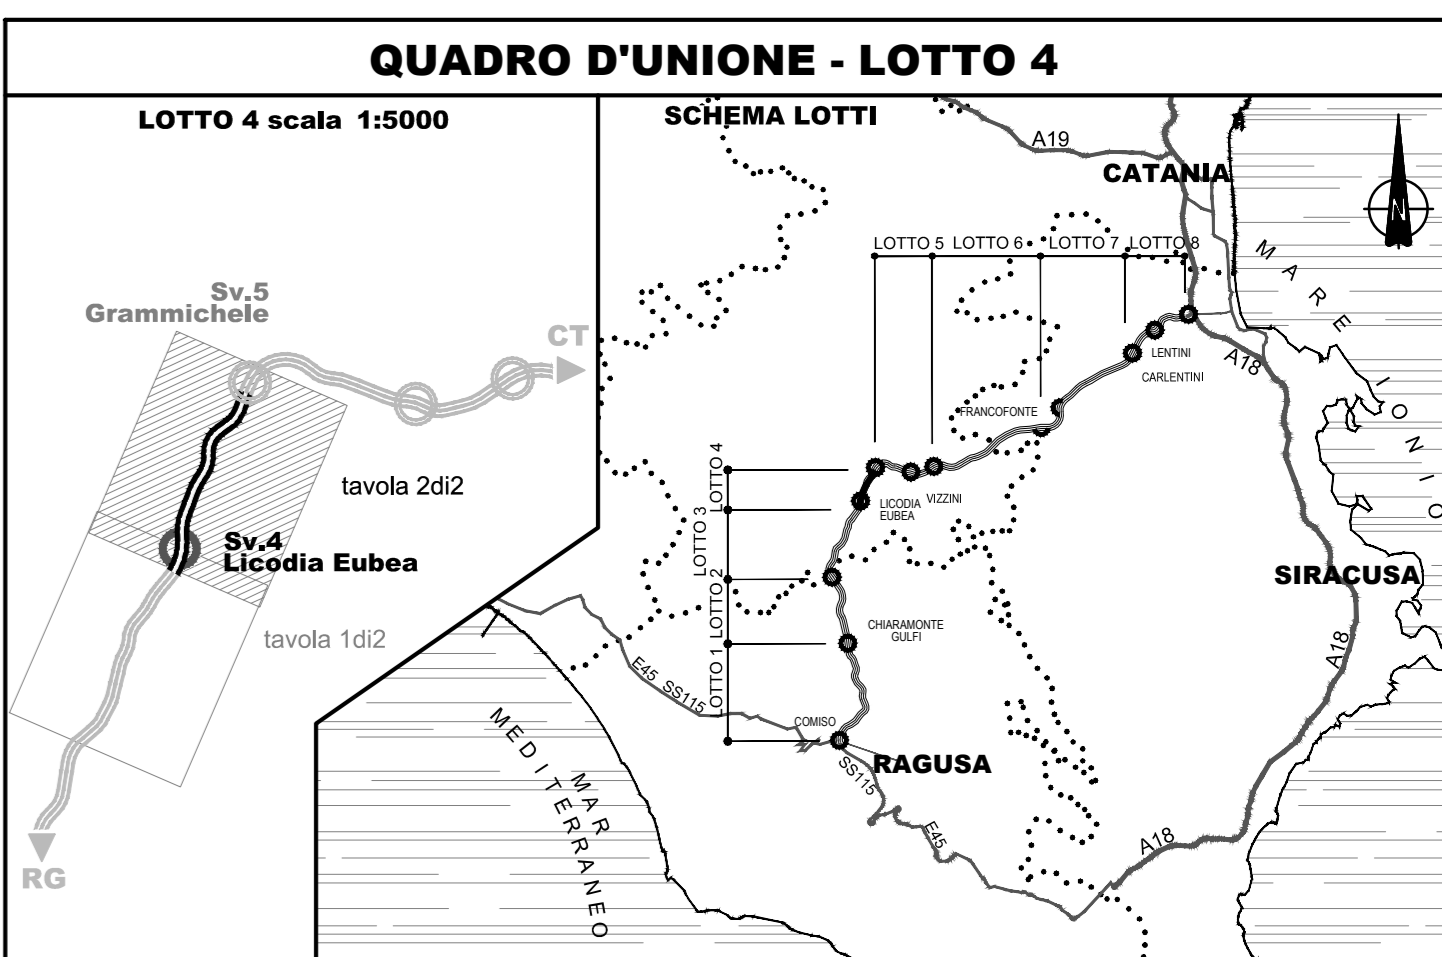 QUADRO D'UNIONE - LOTTO 4
LOTTO 4 scala 1:5000
Sv.5
Grammichele
CT
tavola 2di2
Sv.4
Licodia Eubea
tavola 1di2
RG
SCHEMA LOTTI
A19
CATANIA
N
LOTTO 5
LOTTO 6
LOTTO 7
LOTTO 8
MARE
IONIO
LENTINI
CARLENTINI
A18
FRANCOFONTE
LOTTO 4
LOTTO 3
LOTTO 2
LOTTO 1
LICODIA
EUBEA
VIZZINI
SIRACUSA
CHIARAMONTE
GULFI
A18
E45 SS115
COMISO
RAGUSA
SS115
E45
A18
MAR
MEDITERRANEO